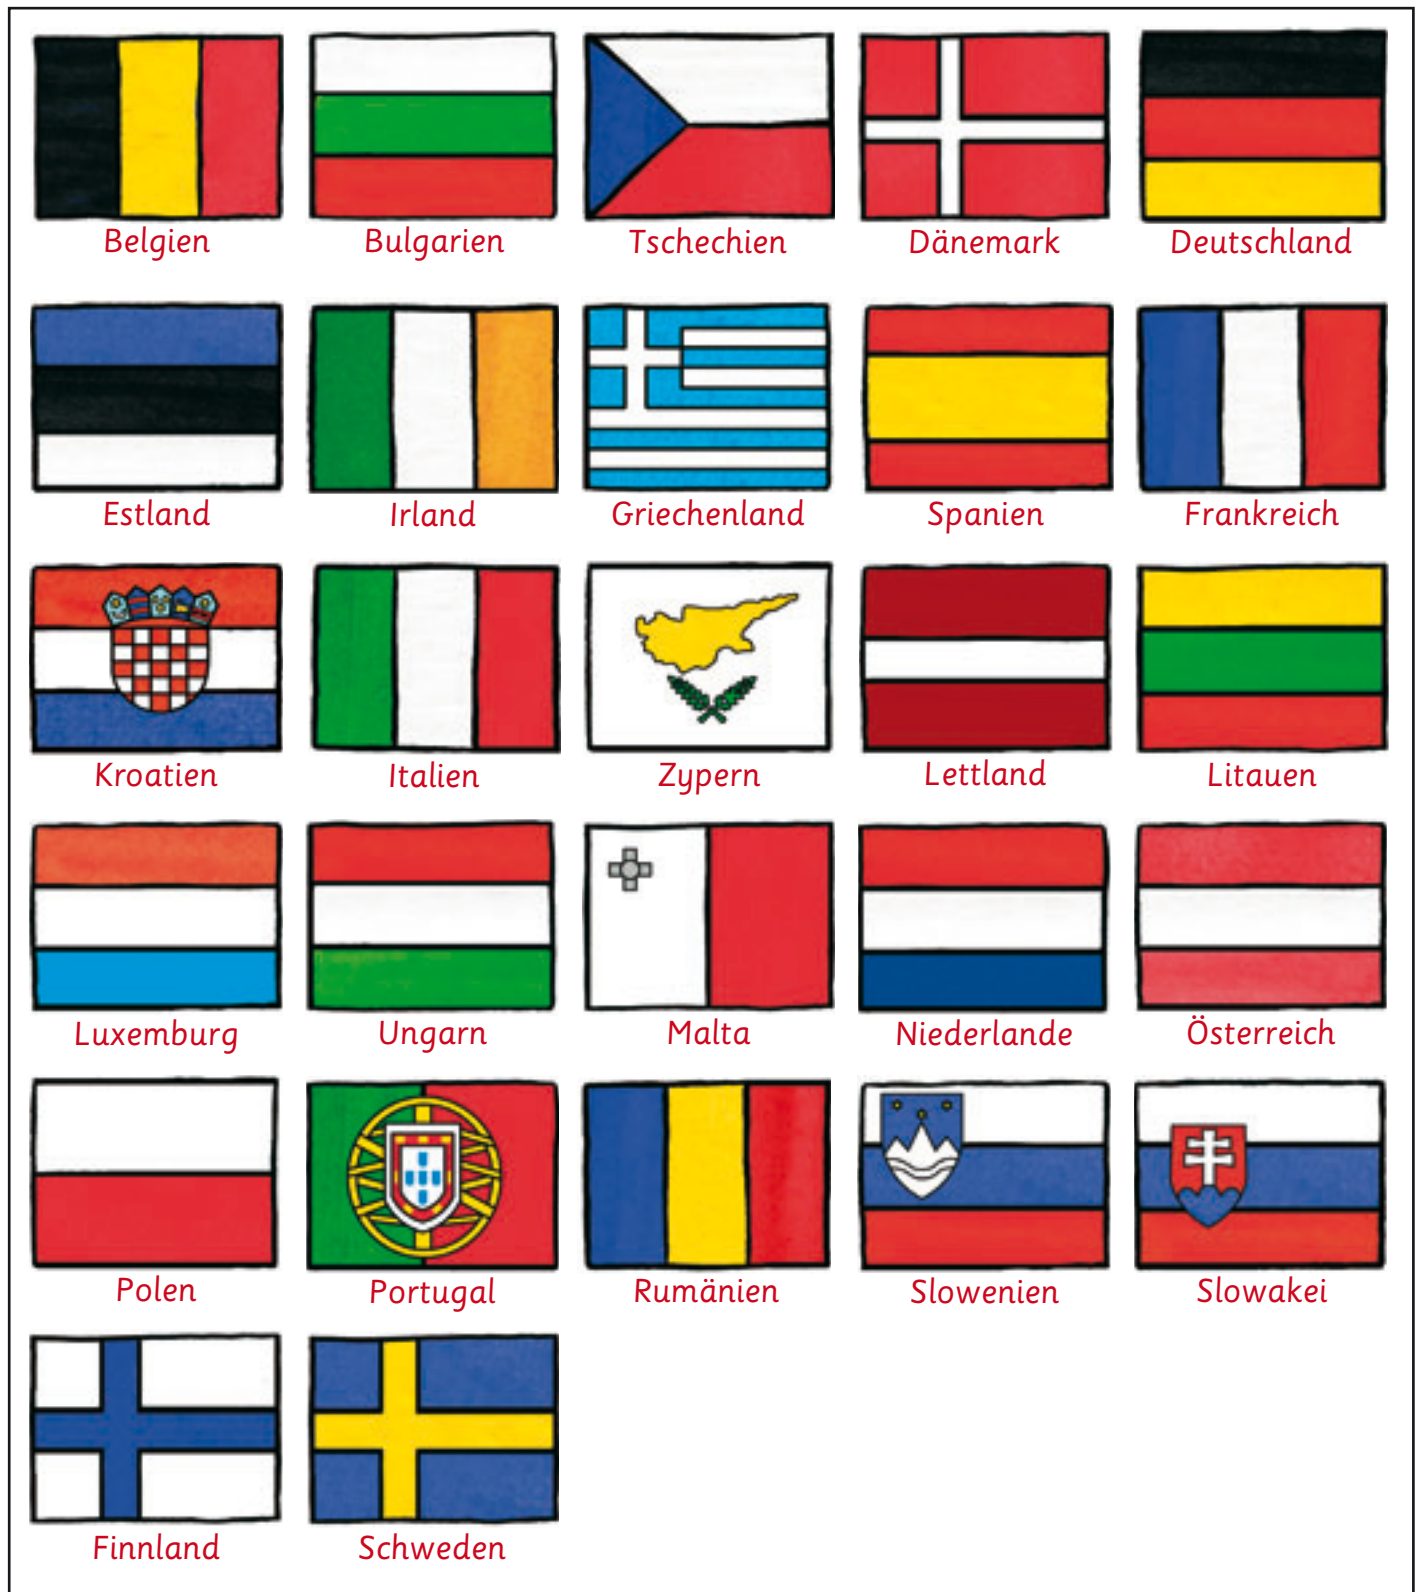 Belgien Bulgarien Tschechien Dänemark Deutschland
Estland Irland Griechenland Spanien Frankreich
Kroatien Italien Zypern Lettland Litauen
Luxemburg Ungarn Malta Niederlande Österreich
Polen Portugal Rumänien Slowenien Slowakei
Finnland Schweden